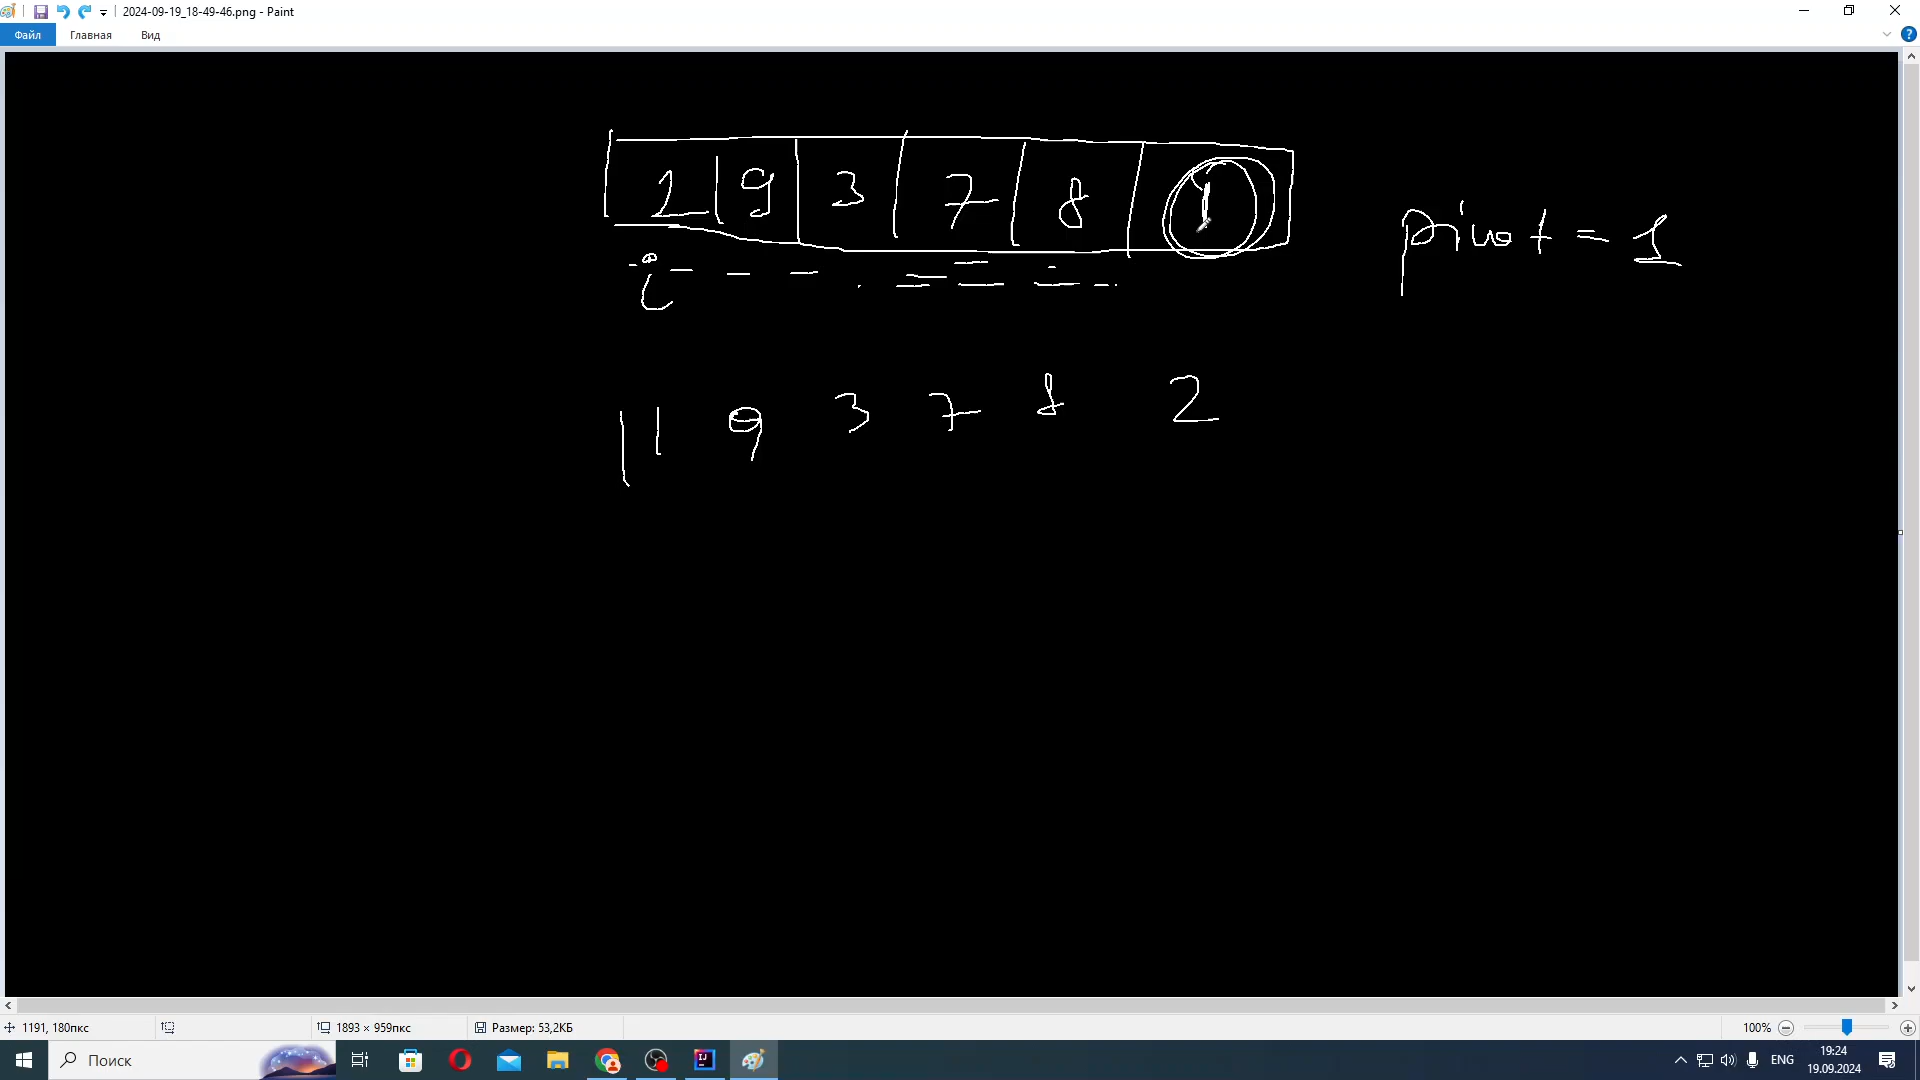 2024-09-19_18-49-46.png - Paint
Файл Главная Вид
2 9 3 7 8 1
pivot = 1
i
1 9 3 7 8 2
1191, 180пкс 1893 × 959пкс Размер: 53,2КБ 100%
Поиск ENG 19:24
19.09.2024